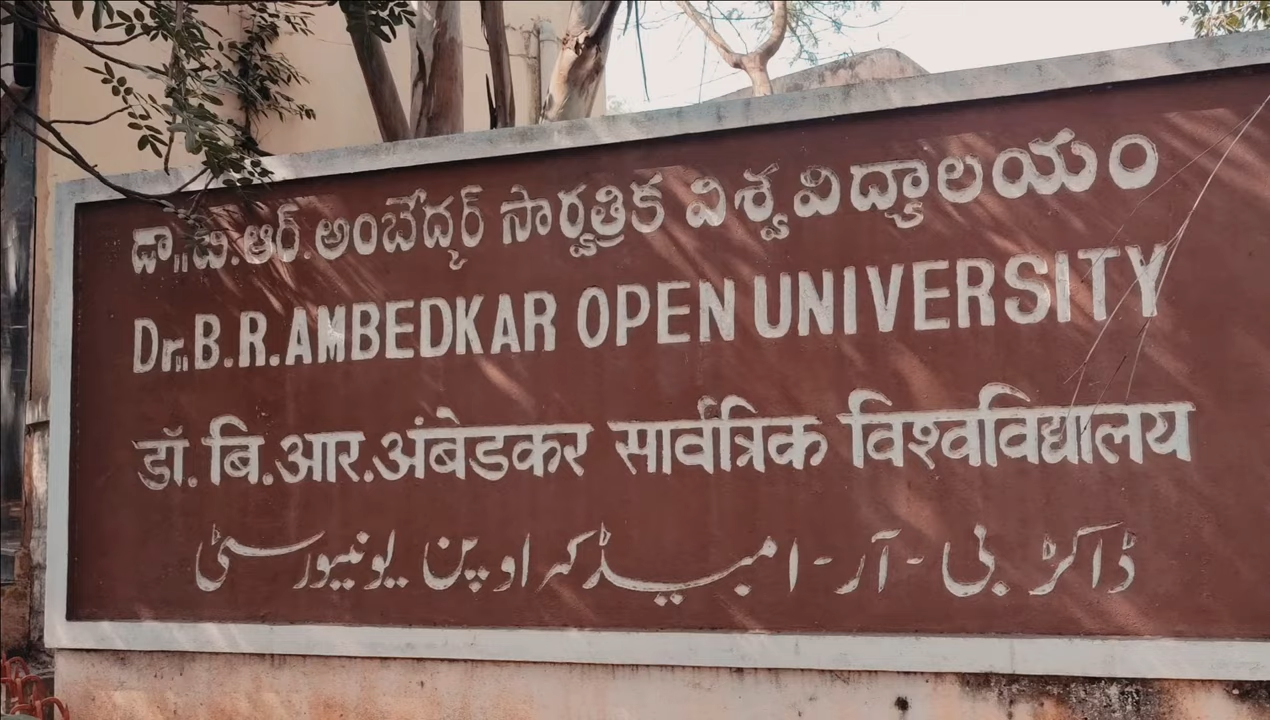 డా॥బి.ఆర్.అంబేద్కర్ సార్వత్రిక విశ్వవిద్యాలయం
Dr.B.R.AMBEDKAR OPEN UNIVERSITY
डॉ. बि.आर.अंबेडकर सार्वत्रिक विश्वविद्यालय
ڈاکٹر بی - آر - امبیڈکر اوپن یونیورسٹی